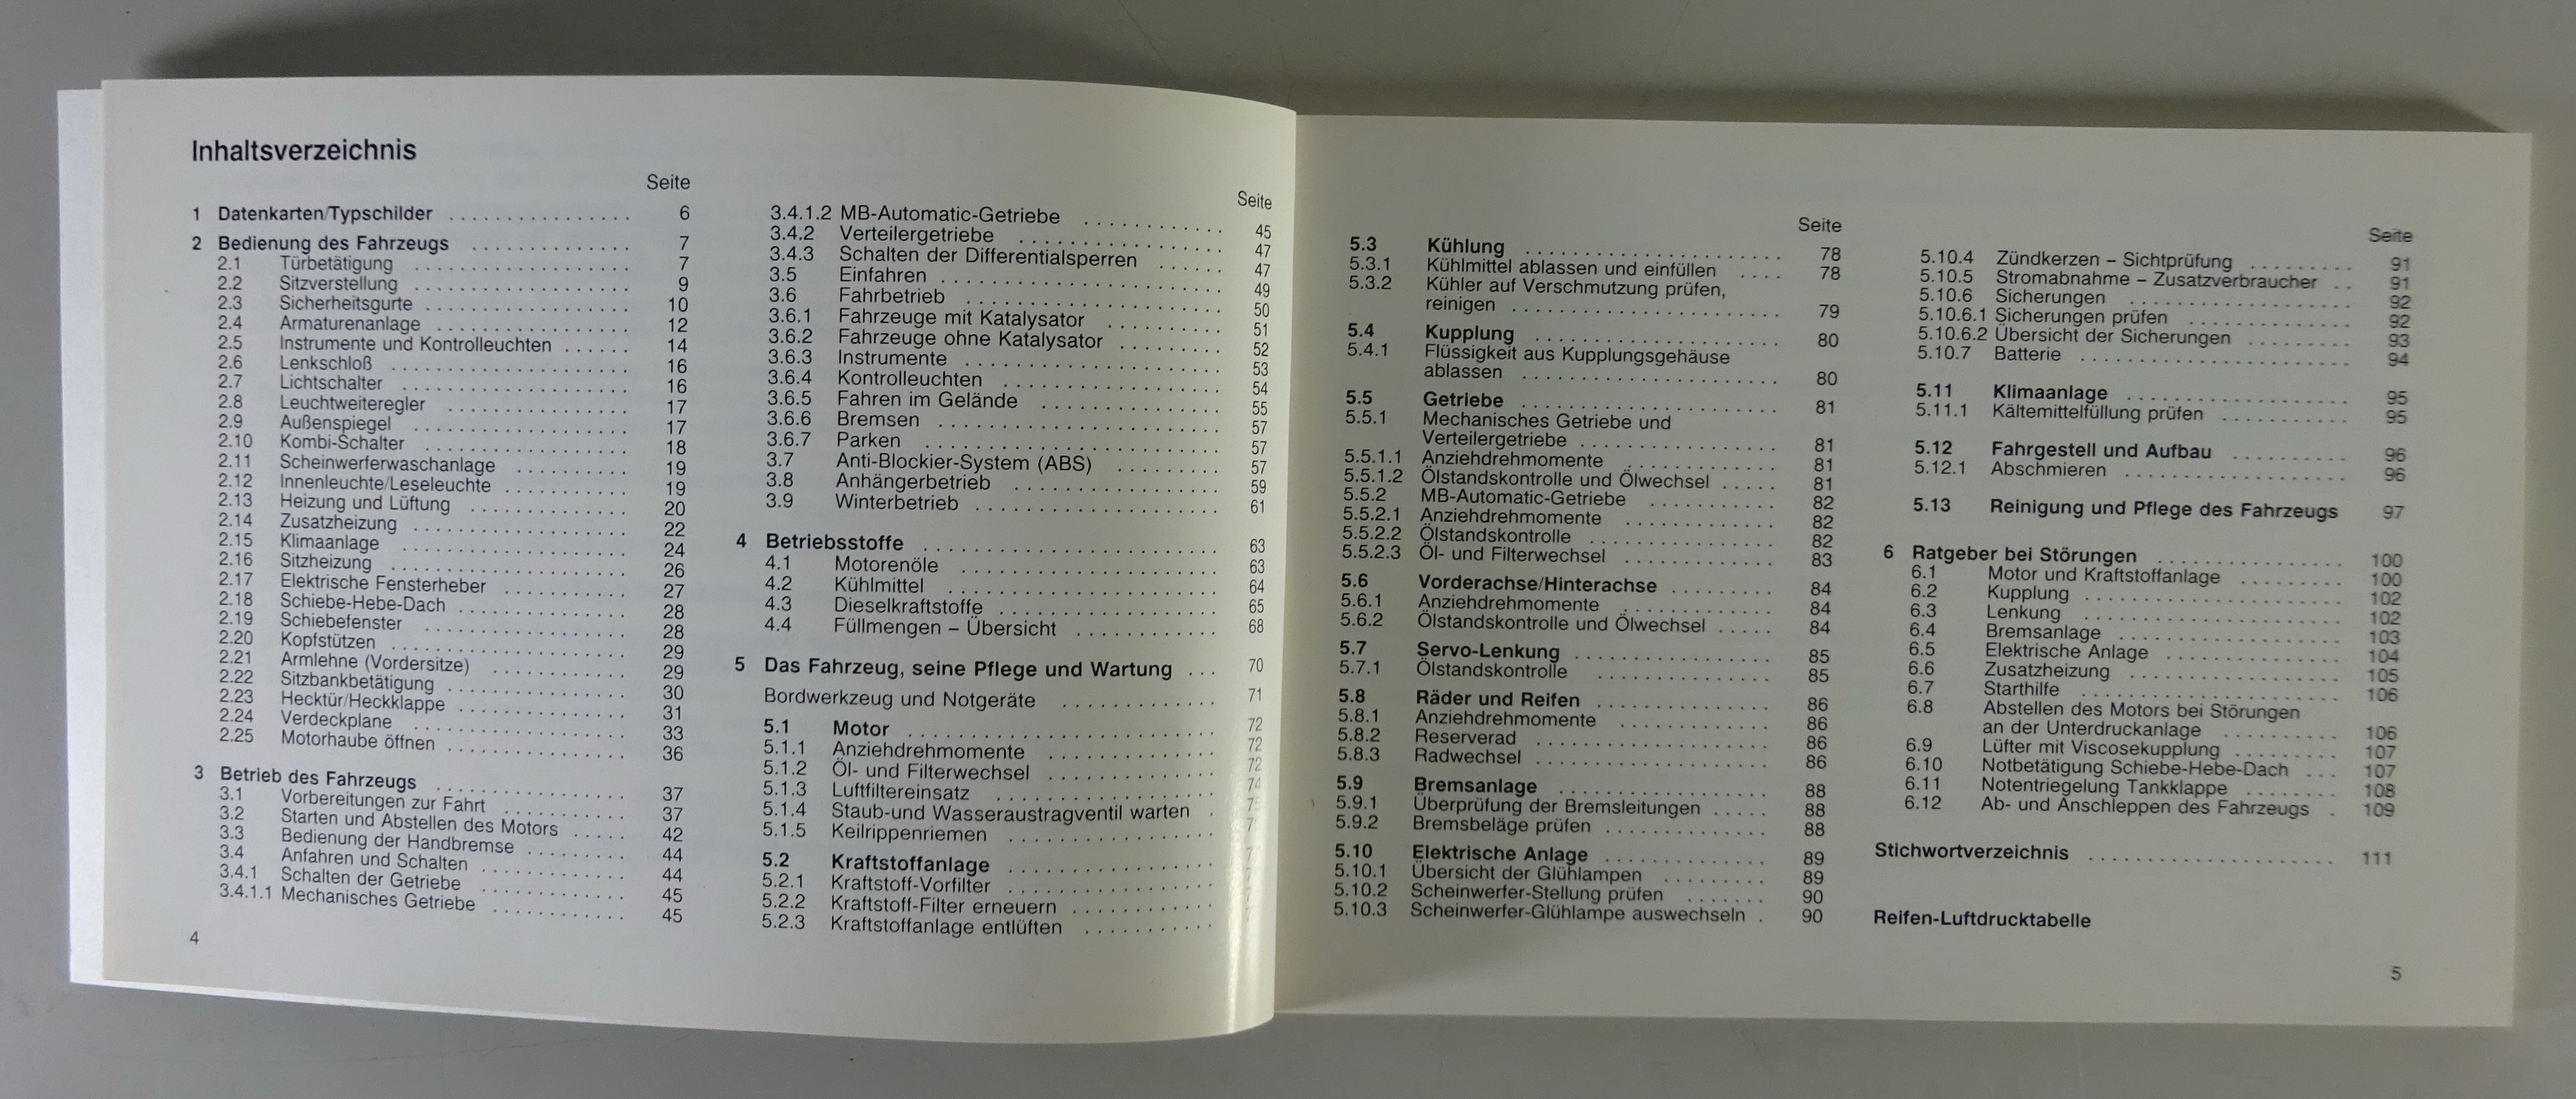 Inhaltsverzeichnis
Seite
1 Datenkarten/Typschilder . . . . . . . . . . . . . . . . 6
2 Bedienung des Fahrzeugs . . . . . . . . . . . . . . 7
2.1 Türbetätigung . . . . . . . . . . . . . . . . . . . 7
2.2 Sitzverstellung . . . . . . . . . . . . . . . . . . . 9
2.3 Sicherheitsgurte . . . . . . . . . . . . . . . . . 10
2.4 Armaturenanlage . . . . . . . . . . . . . . . . 12
2.5 Instrumente und Kontrolleuchten . . . . . . 14
2.6 Lenkschloß . . . . . . . . . . . . . . . . . . . . 16
2.7 Lichtschalter . . . . . . . . . . . . . . . . . . . 16
2.8 Leuchtweiteregler . . . . . . . . . . . . . . . . 17
2.9 Außenspiegel . . . . . . . . . . . . . . . . . . 17
2.10 Kombi-Schalter . . . . . . . . . . . . . . . . . 18
2.11 Scheinwerferwaschanlage . . . . . . . . . . 19
2.12 Innenleuchte/Leseleuchte . . . . . . . . . . . 19
2.13 Heizung und Lüftung . . . . . . . . . . . . . . 20
2.14 Zusatzheizung . . . . . . . . . . . . . . . . . . 22
2.15 Klimaanlage . . . . . . . . . . . . . . . . . . . 24
2.16 Sitzheizung . . . . . . . . . . . . . . . . . . . . 26
2.17 Elektrische Fensterheber . . . . . . . . . . . 27
2.18 Schiebe-Hebe-Dach . . . . . . . . . . . . . . 28
2.19 Schiebefenster . . . . . . . . . . . . . . . . . 28
2.20 Kopfstützen . . . . . . . . . . . . . . . . . . . 29
2.21 Armlehne (Vordersitze) . . . . . . . . . . . . 29
2.22 Sitzbankbetätigung . . . . . . . . . . . . . . . 30
2.23 Hecktür/Heckklappe . . . . . . . . . . . . . . 31
2.24 Verdeckplane . . . . . . . . . . . . . . . . . . 33
2.25 Motorhaube öffnen . . . . . . . . . . . . . . . 36
3 Betrieb des Fahrzeugs . . . . . . . . . . . . . . . . 37
3.1 Vorbereitungen zur Fahrt . . . . . . . . . . . 37
3.2 Starten und Abstellen des Motors . . . . . 42
3.3 Bedienung der Handbremse . . . . . . . . . 44
3.4 Anfahren und Schalten . . . . . . . . . . . . 44
3.4.1 Schalten der Getriebe . . . . . . . . . . . . . 45
3.4.1.1 Mechanisches Getriebe . . . . . . . . . . . . 45
4
Seite
3.4.1.2 MB-Automatic-Getriebe . . . . . . . . . . . . 45
3.4.2 Verteilergetriebe . . . . . . . . . . . . . . . . . 47
3.4.3 Schalten der Differentialsperren . . . . . . 47
3.5 Einfahren . . . . . . . . . . . . . . . . . . . . . 49
3.6 Fahrbetrieb . . . . . . . . . . . . . . . . . . . . 50
3.6.1 Fahrzeuge mit Katalysator . . . . . . . . . . 51
3.6.2 Fahrzeuge ohne Katalysator . . . . . . . . . 52
3.6.3 Instrumente . . . . . . . . . . . . . . . . . . . . 53
3.6.4 Kontrolleuchten . . . . . . . . . . . . . . . . . 54
3.6.5 Fahren im Gelände . . . . . . . . . . . . . . . 55
3.6.6 Bremsen . . . . . . . . . . . . . . . . . . . . . . 57
3.6.7 Parken . . . . . . . . . . . . . . . . . . . . . . . 57
3.7 Anti-Blockier-System (ABS) . . . . . . . . . 57
3.8 Anhängerbetrieb . . . . . . . . . . . . . . . . . 59
3.9 Winterbetrieb . . . . . . . . . . . . . . . . . . . 61
4 Betriebsstoffe . . . . . . . . . . . . . . . . . . . . . . . 63
4.1 Motorenöle . . . . . . . . . . . . . . . . . . . . 63
4.2 Kühlmittel . . . . . . . . . . . . . . . . . . . . . 64
4.3 Dieselkraftstoffe . . . . . . . . . . . . . . . . . 65
4.4 Füllmengen – Übersicht . . . . . . . . . . . . 68
5 Das Fahrzeug, seine Pflege und Wartung . . . 70
Bordwerkzeug und Notgeräte . . . . . . . . . . . . . 71
5.1 Motor . . . . . . . . . . . . . . . . . . . . . . . . 72
5.1.1 Anziehdrehmomente . . . . . . . . . . . . . . 72
5.1.2 Öl- und Filterwechsel . . . . . . . . . . . . . . 72
5.1.3 Luftfiltereinsatz . . . . . . . . . . . . . . . . . . 74
5.1.4 Staub-und Wasseraustragventil warten .
5.1.5 Keilrippenriemen . . . . . . . . . . . . . . . .
5.2 Kraftstoffanlage . . . . . . . . . . . . . . . .
5.2.1 Kraftstoff-Vorfilter . . . . . . . . . . . . . . . .
5.2.2 Kraftstoff-Filter erneuern . . . . . . . . . . .
5.2.3 Kraftstoffanlage entlüften . . . . . . . . . . .
Seite
5.3 Kühlung . . . . . . . . . . . . . . . . . . . . . . 78
5.3.1 Kühlmittel ablassen und einfüllen . . . . 78
5.3.2 Kühler auf Verschmutzung prüfen,
reinigen . . . . . . . . . . . . . . . . . . . . . . . 79
5.4 Kupplung . . . . . . . . . . . . . . . . . . . . . 80
5.4.1 Flüssigkeit aus Kupplungsgehäuse
ablassen . . . . . . . . . . . . . . . . . . . . . . 80
5.5 Getriebe . . . . . . . . . . . . . . . . . . . . . . 81
5.5.1 Mechanisches Getriebe und
Verteilergetriebe . . . . . . . . . . . . . . . . . 81
5.5.1.1 Anziehdrehmomente . . . . . . . . . . . . . . 81
5.5.1.2 Ölstandskontrolle und Ölwechsel . . . . . 81
5.5.2 MB-Automatic-Getriebe . . . . . . . . . . . 82
5.5.2.1 Anziehdrehmomente . . . . . . . . . . . . . 82
5.5.2.2 Ölstandskontrolle . . . . . . . . . . . . . . . . 82
5.5.2.3 Öl- und Filterwechsel . . . . . . . . . . . . . . 83
5.6 Vorderachse/Hinterachse . . . . . . . . . 84
5.6.1 Anziehdrehmomente . . . . . . . . . . . . . 84
5.6.2 Ölstandskontrolle und Ölwechsel . . . . . 84
5.7 Servo-Lenkung . . . . . . . . . . . . . . . . . 85
5.7.1 Ölstandskontrolle . . . . . . . . . . . . . . . 85
5.8 Räder und Reifen . . . . . . . . . . . . . . . 86
5.8.1 Anziehdrehmomente . . . . . . . . . . . . . 86
5.8.2 Reserverad . . . . . . . . . . . . . . . . . . . . 86
5.8.3 Radwechsel . . . . . . . . . . . . . . . . . . . . 86
5.9 Bremsanlage . . . . . . . . . . . . . . . . . . 88
5.9.1 Überprüfung der Bremsleitungen . . . . . 88
5.9.2 Bremsbeläge prüfen . . . . . . . . . . . . . . 88
5.10 Elektrische Anlage . . . . . . . . . . . . . . 89
5.10.1 Übersicht der Glühlampen . . . . . . . . . 89
5.10.2 Scheinwerfer-Stellung prüfen . . . . . . . 90
5.10.3 Scheinwerfer-Glühlampe auswechseln . 90
Seite
5.10.4 Zündkerzen – Sichtprüfung . . . . . . . . . 91
5.10.5 Stromabnahme – Zusatzverbraucher . . 91
5.10.6 Sicherungen . . . . . . . . . . . . . . . . . . . 92
5.10.6.1 Sicherungen prüfen . . . . . . . . . . . . . . 92
5.10.6.2 Übersicht der Sicherungen . . . . . . . . . 93
5.10.7 Batterie . . . . . . . . . . . . . . . . . . . . . . . 94
5.11 Klimaanlage . . . . . . . . . . . . . . . . . . . 95
5.11.1 Kältemittelfüllung prüfen . . . . . . . . . . . 95
5.12 Fahrgestell und Aufbau . . . . . . . . . . 96
5.12.1 Abschmieren . . . . . . . . . . . . . . . . . . . 96
5.13 Reinigung und Pflege des Fahrzeugs 97
6 Ratgeber bei Störungen . . . . . . . . . . . . . . . . 100
6.1 Motor und Kraftstoffanlage . . . . . . . . . 100
6.2 Kupplung . . . . . . . . . . . . . . . . . . . . . . 102
6.3 Lenkung . . . . . . . . . . . . . . . . . . . . . . 102
6.4 Bremsanlage . . . . . . . . . . . . . . . . . . . 103
6.5 Elektrische Anlage . . . . . . . . . . . . . . . 104
6.6 Zusatzheizung . . . . . . . . . . . . . . . . . . 105
6.7 Starthilfe . . . . . . . . . . . . . . . . . . . . . . 106
6.8 Abstellen des Motors bei Störungen
an der Unterdruckanlage . . . . . . . . . . 106
6.9 Lüfter mit Viscosekupplung . . . . . . . . . 107
6.10 Notbetätigung Schiebe-Hebe-Dach . . . 107
6.11 Notentriegelung Tankklappe . . . . . . . . 108
6.12 Ab- und Anschleppen des Fahrzeugs . 109
Stichwortverzeichnis . . . . . . . . . . . . . . . . . . . . . 111
Reifen-Luftdrucktabelle
5